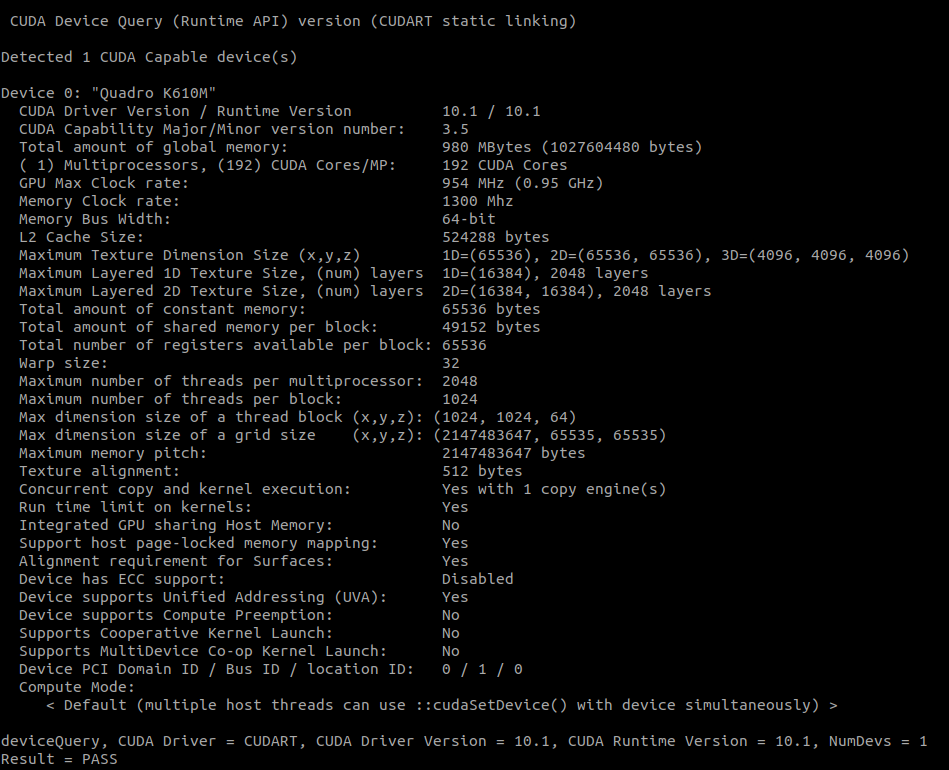 CUDA Device Query (Runtime API) version (CUDART static linking)
Detected 1 CUDA Capable device(s)
Device 0: "Quadro K610M"
CUDA Driver Version / Runtime Version 10.1 / 10.1
CUDA Capability Major/Minor version number: 3.5
Total amount of global memory: 980 MBytes (1027604480 bytes)
( 1) Multiprocessors, (192) CUDA Cores/MP: 192 CUDA Cores
GPU Max Clock rate: 954 MHz (0.95 GHz)
Memory Clock rate: 1300 Mhz
Memory Bus Width: 64-bit
L2 Cache Size: 524288 bytes
Maximum Texture Dimension Size (x,y,z) 1D=(65536), 2D=(65536, 65536), 3D=(4096, 4096, 4096)
Maximum Layered 1D Texture Size, (num) layers 1D=(16384), 2048 layers
Maximum Layered 2D Texture Size, (num) layers 2D=(16384, 16384), 2048 layers
Total amount of constant memory: 65536 bytes
Total amount of shared memory per block: 49152 bytes
Total number of registers available per block: 65536
Warp size: 32
Maximum number of threads per multiprocessor: 2048
Maximum number of threads per block: 1024
Max dimension size of a thread block (x,y,z): (1024, 1024, 64)
Max dimension size of a grid size (x,y,z): (2147483647, 65535, 65535)
Maximum memory pitch: 2147483647 bytes
Texture alignment: 512 bytes
Concurrent copy and kernel execution: Yes with 1 copy engine(s)
Run time limit on kernels: Yes
Integrated GPU sharing Host Memory: No
Support host page-locked memory mapping: Yes
Alignment requirement for Surfaces: Yes
Device has ECC support: Disabled
Device supports Unified Addressing (UVA): Yes
Device supports Compute Preemption: No
Supports Cooperative Kernel Launch: No
Supports MultiDevice Co-op Kernel Launch: No
Device PCI Domain ID / Bus ID / location ID: 0 / 1 / 0
Compute Mode:
< Default (multiple host threads can use ::cudaSetDevice() with device simultaneously) >
deviceQuery, CUDA Driver = CUDART, CUDA Driver Version = 10.1, CUDA Runtime Version = 10.1, NumDevs = 1
Result = PASS